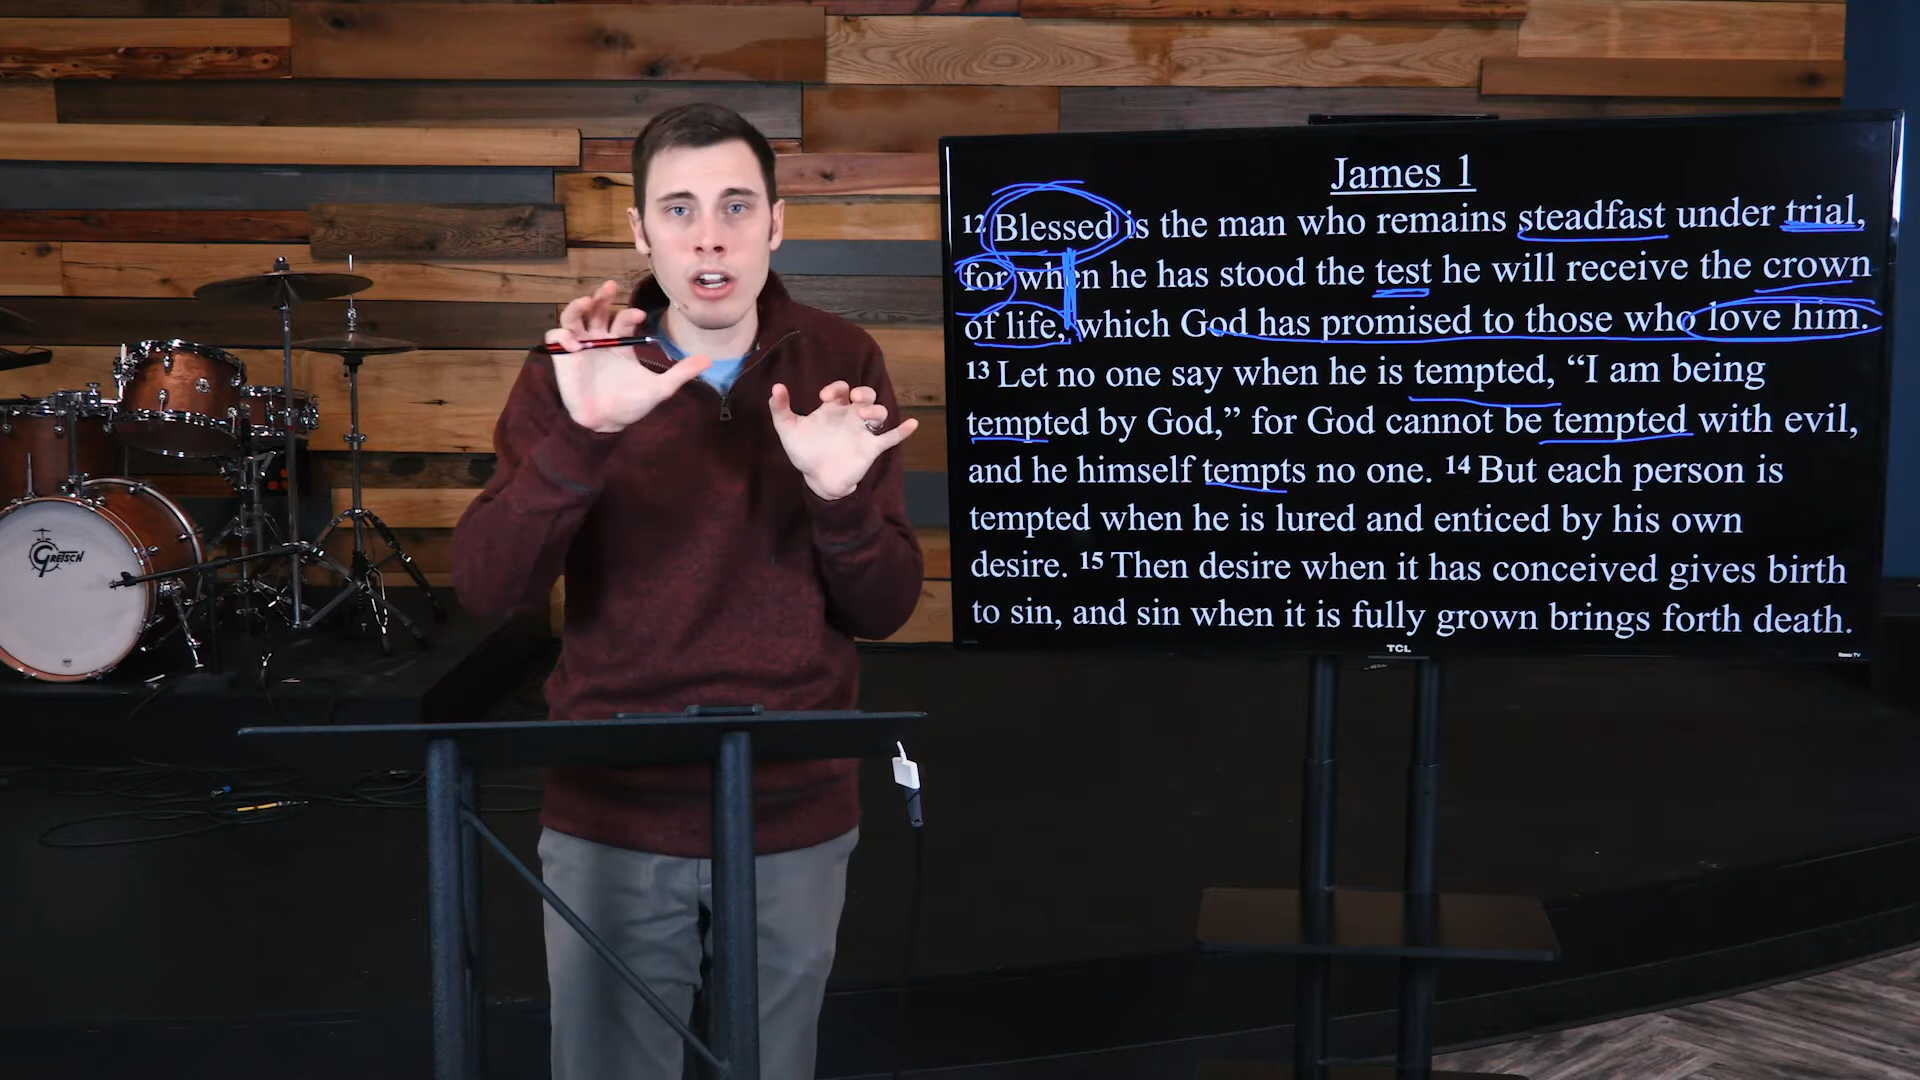 James 1
12 Blessed is the man who remains steadfast under trial,
for when he has stood the test he will receive the crown
of life, which God has promised to those who love him.
13 Let no one say when he is tempted, “I am being
tempted by God,” for God cannot be tempted with evil,
and he himself tempts no one. 14 But each person is
tempted when he is lured and enticed by his own
desire. 15 Then desire when it has conceived gives birth
to sin, and sin when it is fully grown brings forth death.
TCL
Roku TV
GRETSCH